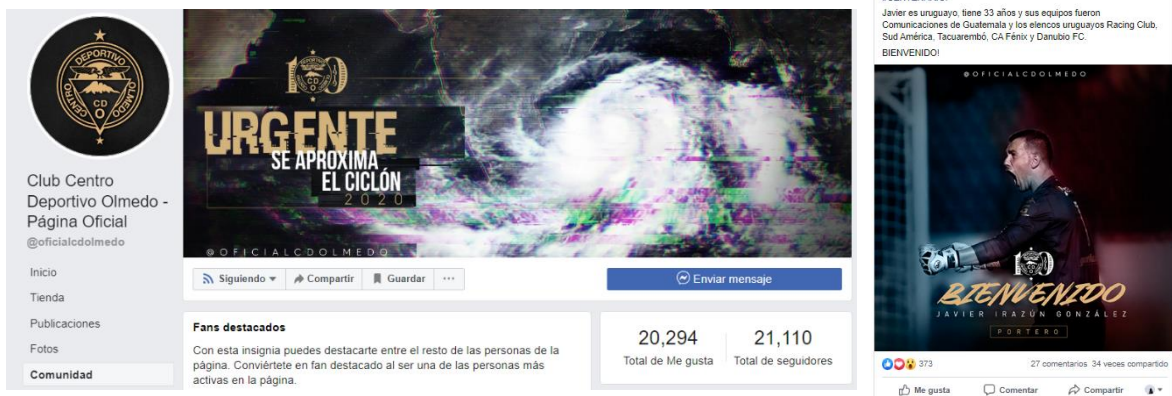 DEPORTIVO
CENTRO
OLMEDO
CD
O
Club Centro
Deportivo Olmedo -
Página Oficial
@oficialcdolmedo
Inicio
Tienda
Publicaciones
Fotos
Comunidad
100
URGENTE
SE APROXIMA
EL CICLÓN
2020
@OFICIALCDOLMEDO
Siguiendo
Compartir
Guardar
Enviar mensaje
Fans destacados
Con esta insignia puedes destacarte entre el resto de las personas de la
página. Conviértete en fan destacado al ser una de las personas más
activas en la página.
20,294
Total de Me gusta
21,110
Total de seguidores
Javier es uruguayo, tiene 33 años y sus equipos fueron
Comunicaciones de Guatemala y los elencos uruguayos Racing Club,
Sud América, Tacuarembó, CA Fénix y Danubio FC.
BIENVENIDO!
@OFICIALCDOLMEDO
100
BIENVENIDO
JAVIER IRAZÚN GONZÁLEZ
PORTERO
373
27 comentarios 34 veces compartido
Me gusta
Comentar
Compartir